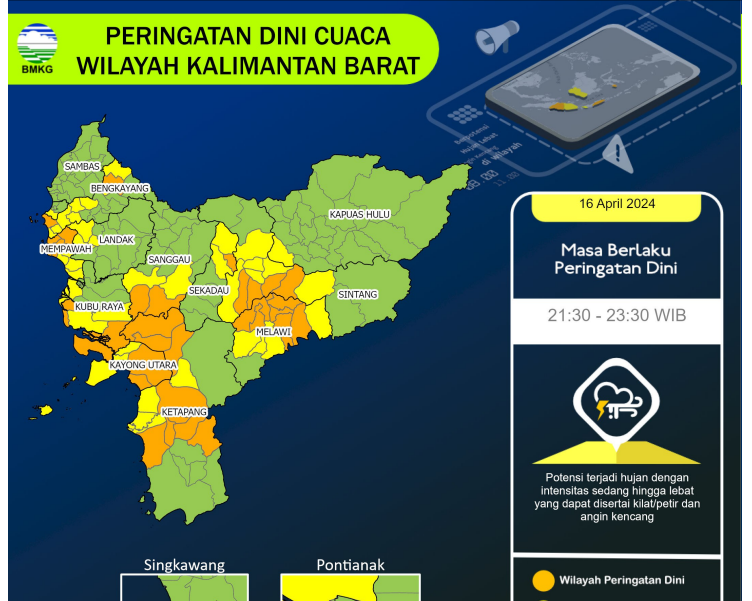 BMKG
PERINGATAN DINI CUACA
WILAYAH KALIMANTAN BARAT
di wilayah
16 April 2024
Masa Berlaku
Peringatan Dini
21:30 - 23:30 WIB
Potensi terjadi hujan dengan
intensitas sedang hingga lebat
yang dapat disertai kilat/petir dan
angin kencang
Wilayah Peringatan Dini
SAMBAS
BENGKAYANG
KAPUAS HULU
LANDAK
MEMPAWAH
SANGGAU
SEKADAU
SINTANG
KUBU RAYA
MELAWI
KAYONG UTARA
KETAPANG
Singkawang
Pontianak